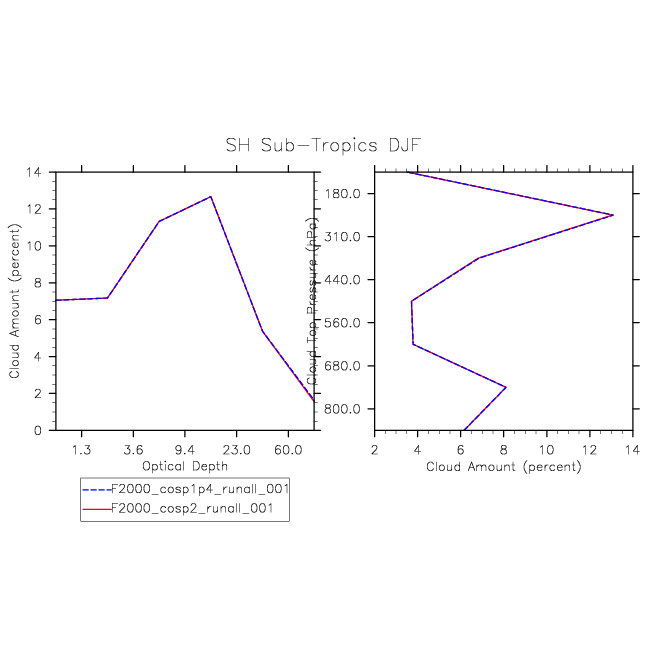 SH Sub-Tropics DJF
Cloud Amount (percent)
14
12
10
8
6
4
2
0
1.3 3.6 9.4 23.0 60.0
Optical Depth
Cloud Top Pressure (hPa)
180.0
310.0
440.0
560.0
680.0
800.0
2 4 6 8 10 12 14
Cloud Amount (percent)
F2000_cosp1p4_runall_001
F2000_cosp2_runall_001